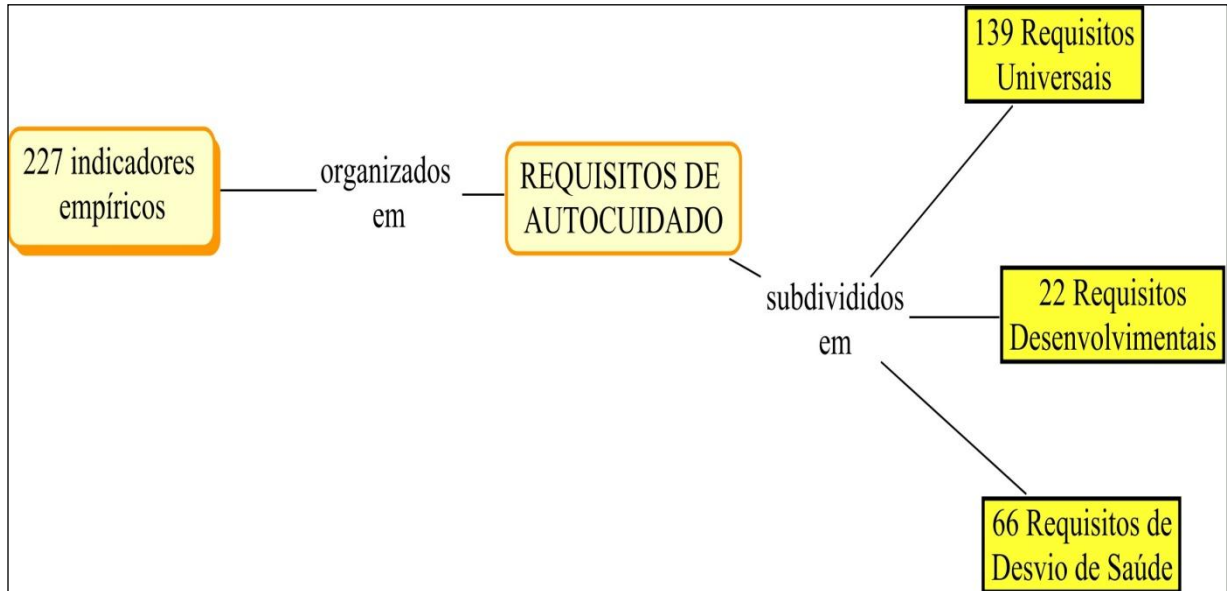 227 indicadores
empíricos
organizados
em
REQUISITOS DE
AUTOCUIDADO
subdivididos
em
139 Requisitos
Universais
22 Requisitos
Desenvolvimentais
66 Requisitos de
Desvio de Saúde